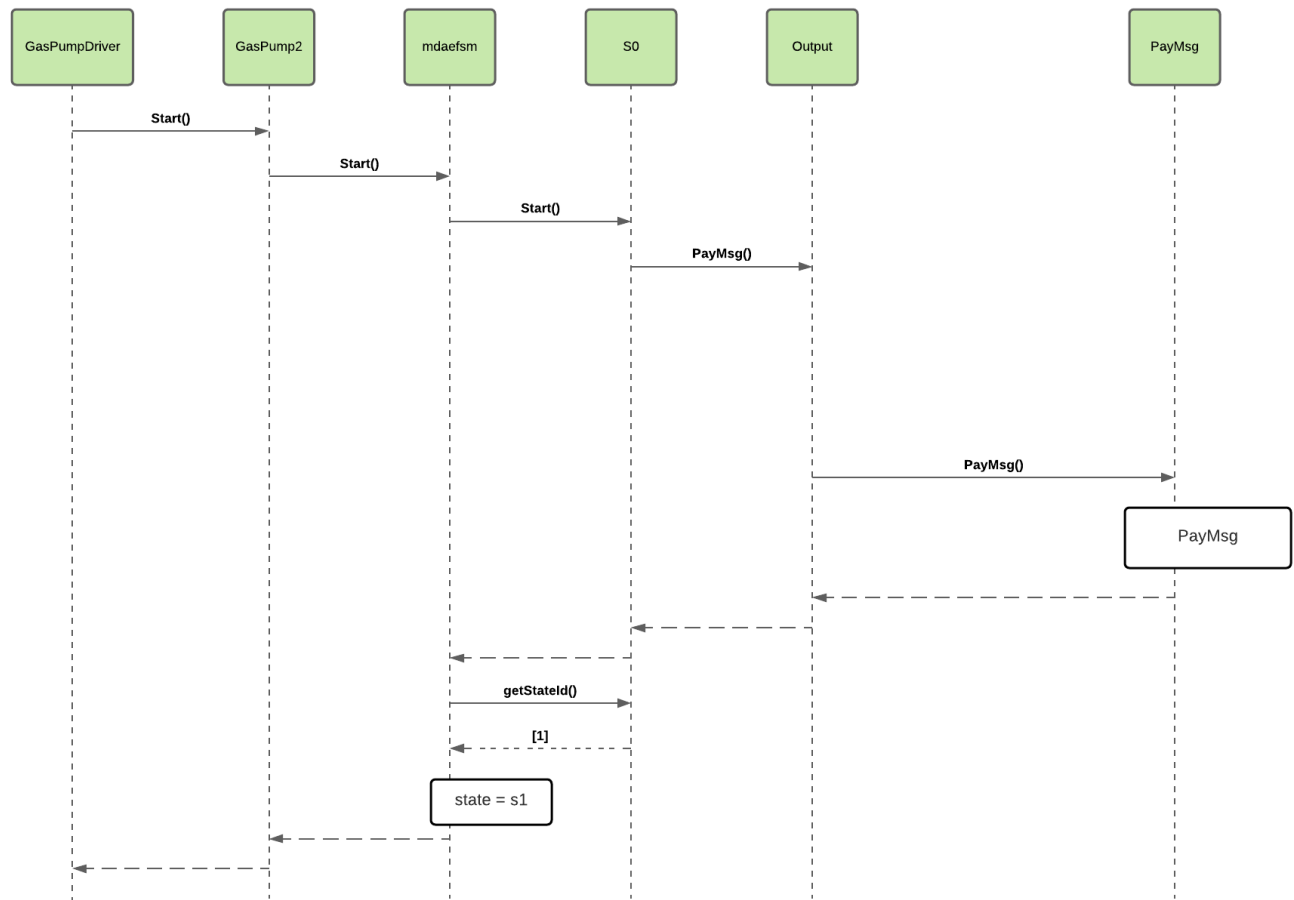 GasPumpDriver
GasPump2
mdaefsm
S0
Output
PayMsg
Start()
Start()
Start()
PayMsg()
PayMsg()
PayMsg
getStateId()
[1]
state = s1